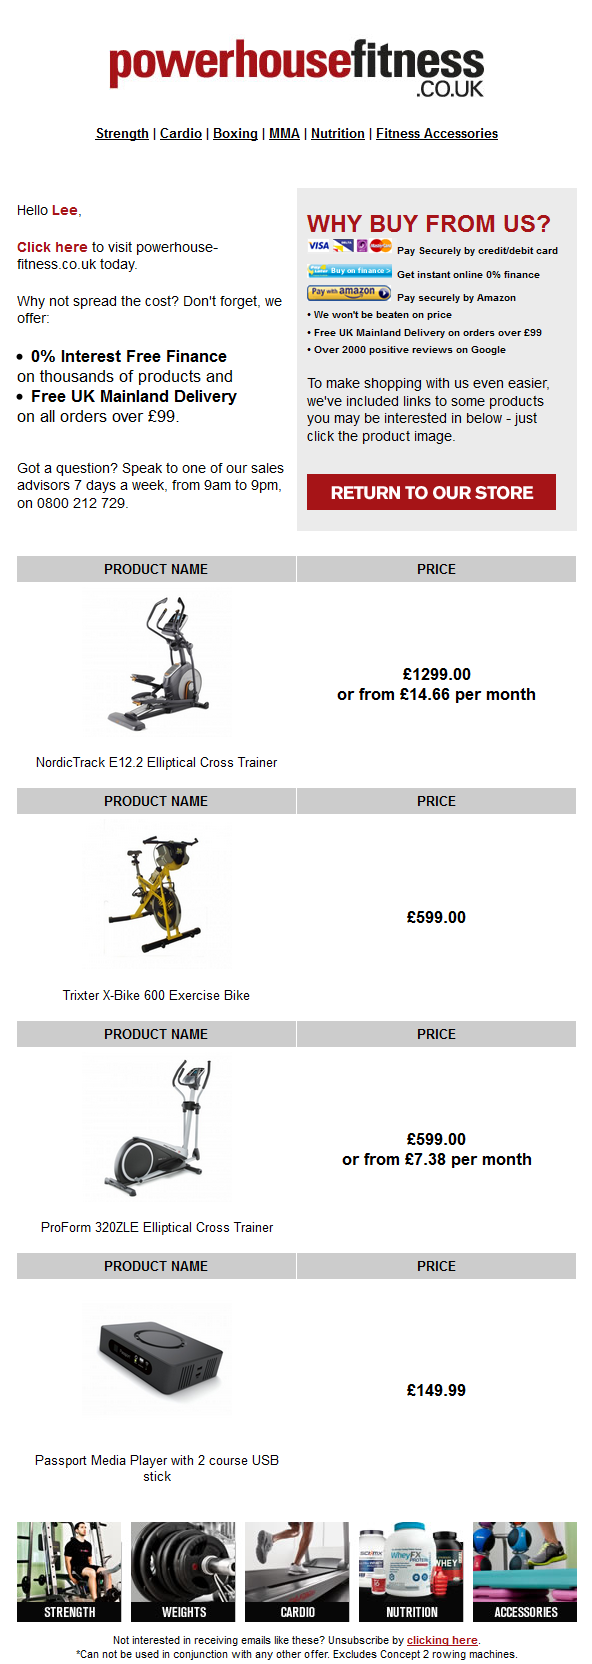 powerhousefitness
.CO.UK
Strength | Cardio | Boxing | MMA | Nutrition | Fitness Accessories
Hello Lee,
Click here to visit powerhouse-
fitness.co.uk today.
Why not spread the cost? Don't forget, we
offer:
• 0% Interest Free Finance
on thousands of products and
• Free UK Mainland Delivery
on all orders over £99.
Got a question? Speak to one of our sales
advisors 7 days a week, from 9am to 9pm,
on 0800 212 729.
WHY BUY FROM US?
VISA Pay Securely by credit/debit card
Buy on finance > Get instant online 0% finance
Pay with amazon Pay securely by Amazon
• We won't be beaten on price
• Free UK Mainland Delivery on orders over £99
• Over 2000 positive reviews on Google
To make shopping with us even easier,
we've included links to some products
you may be interested in below - just
click the product image.
RETURN TO OUR STORE
PRODUCT NAME PRICE
£1299.00
or from £14.66 per month
NordicTrack E12.2 Elliptical Cross Trainer
PRODUCT NAME PRICE
£599.00
Trixter X-Bike 600 Exercise Bike
PRODUCT NAME PRICE
£599.00
or from £7.38 per month
ProForm 320ZLE Elliptical Cross Trainer
PRODUCT NAME PRICE
£149.99
Passport Media Player with 2 course USB
stick
WheyFX
PROTEIN
WHEY
STRENGTH WEIGHTS CARDIO NUTRITION ACCESSORIES
Not interested in receiving emails like these? Unsubscribe by clicking here.
*Can not be used in conjunction with any other offer. Excludes Concept 2 rowing machines.